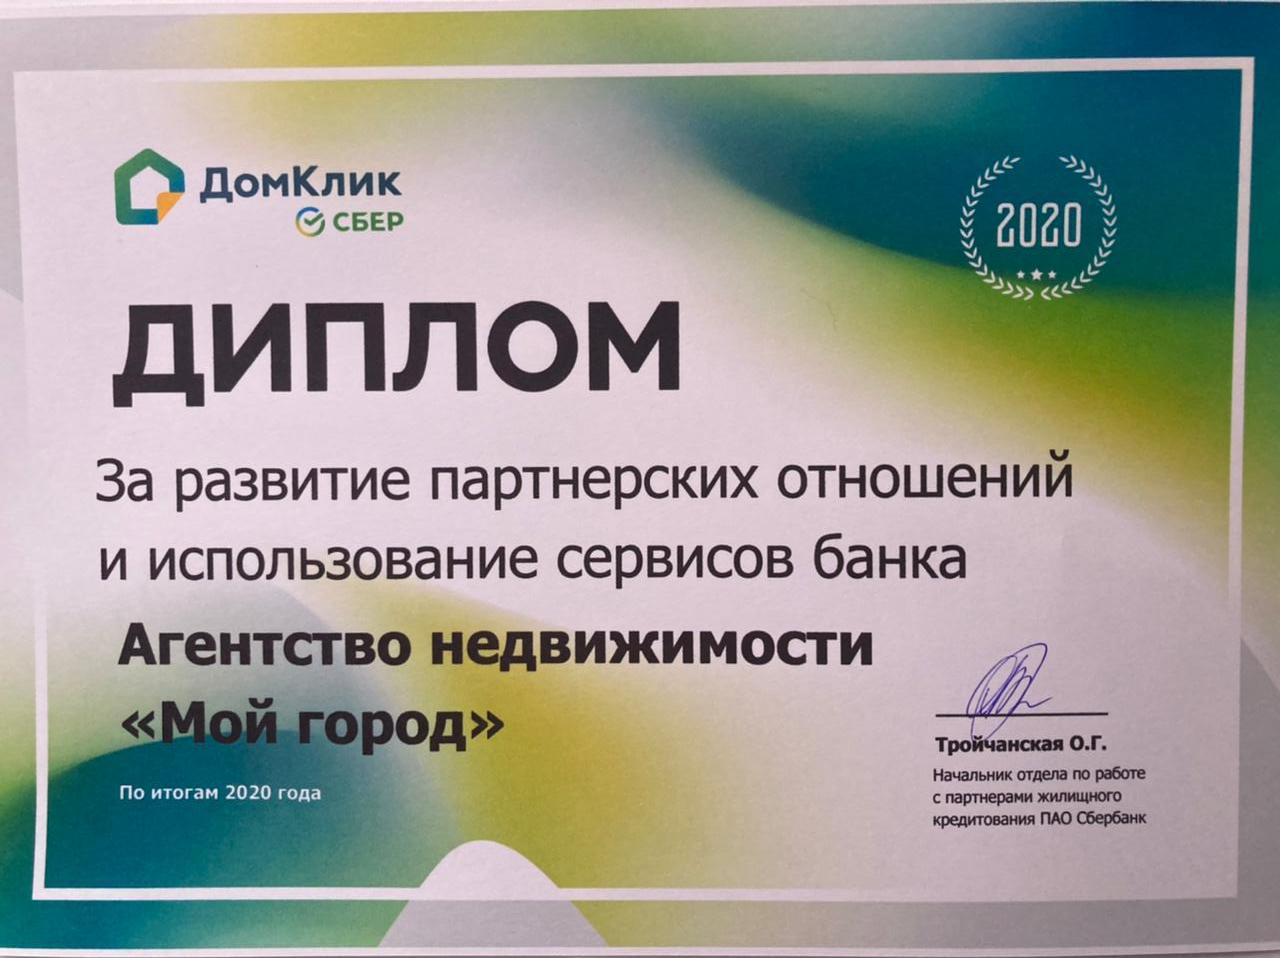 ДомКлик
СБЕР
2020
ДИПЛОМ
За развитие партнерских отношений
и использование сервисов банка
Агентство недвижимости
«Мой город»
По итогам 2020 года
Тройчанская О.Г.
Начальник отдела по работе
с партнерами жилищного
кредитования ПАО Сбербанк